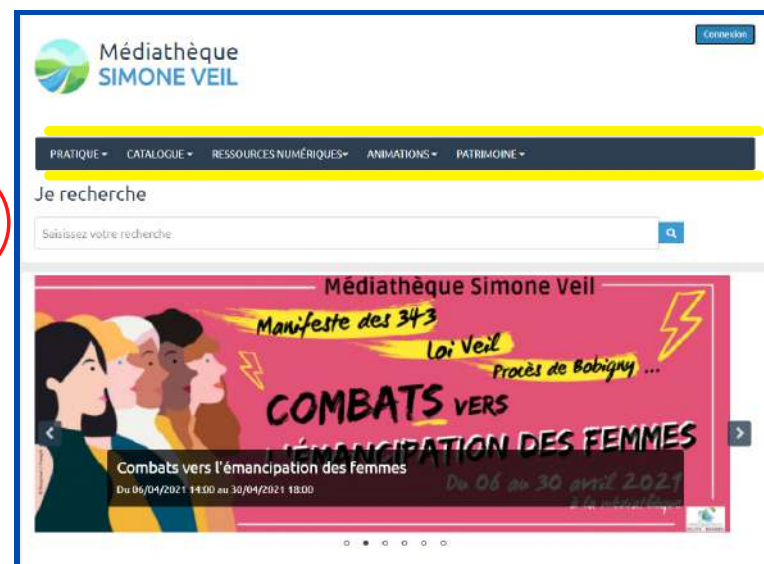 Connexion
Médiathèque
SIMONE VEIL
PRATIQUE CATALOGUE RESSOURCES NUMÉRIQUES ANIMATIONS PATRIMOINE
Je recherche
Saisissez votre recherche
Médiathèque Simone Veil
Manifeste des 343
Loi Veil
Procès de Bobigny ...
COMBATS VERS
L'ÉMANCIPATION DES FEMMES
Combats vers l'émancipation des femmes
Du 06 au 30 avril 2021
Du 06/04/2021 14:00 au 30/04/2021 18:00
à la médiathèque